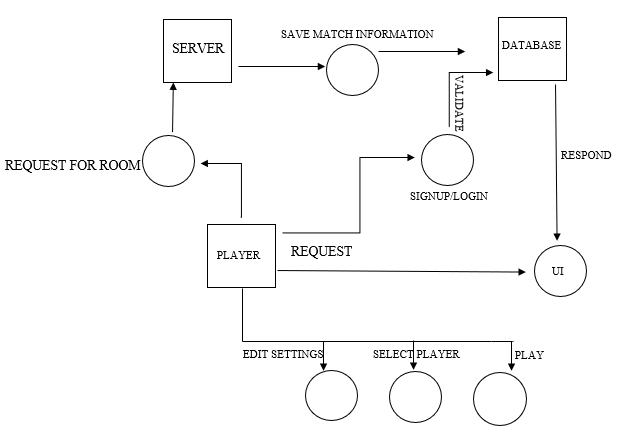 SAVE MATCH INFORMATION
SERVER
DATABASE
VALIDATE
REQUEST FOR ROOM
RESPOND
SIGNUP/LOGIN
PLAYER
REQUEST
UI
EDIT SETTINGS
SELECT PLAYER
PLAY